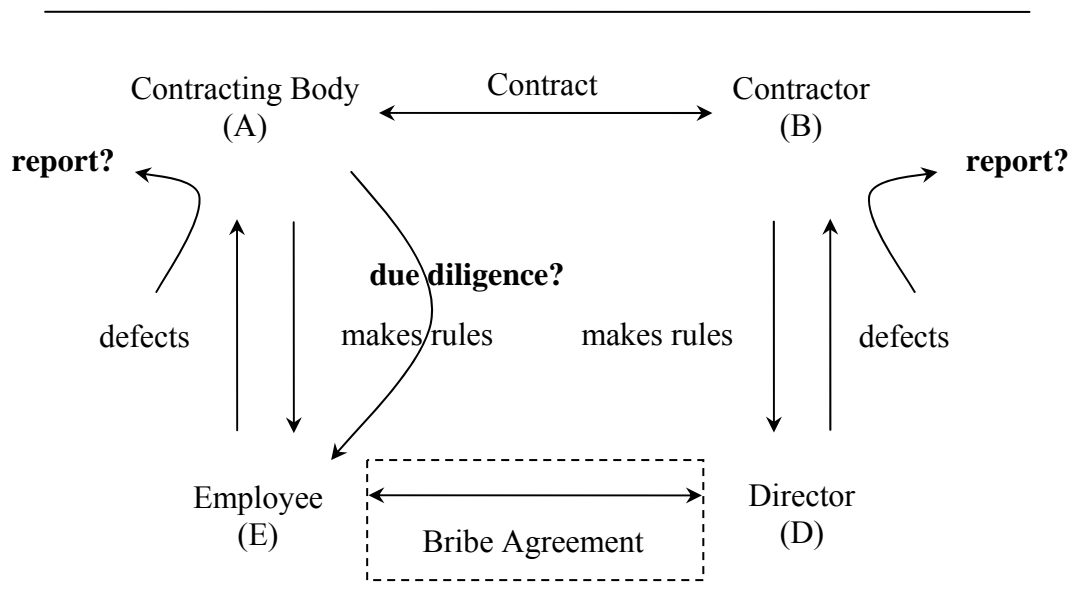 Contracting Body
(A)
Contract
Contractor
(B)
report?
report?
due diligence?
defects
makes rules
makes rules
defects
Employee
(E)
Bribe Agreement
Director
(D)